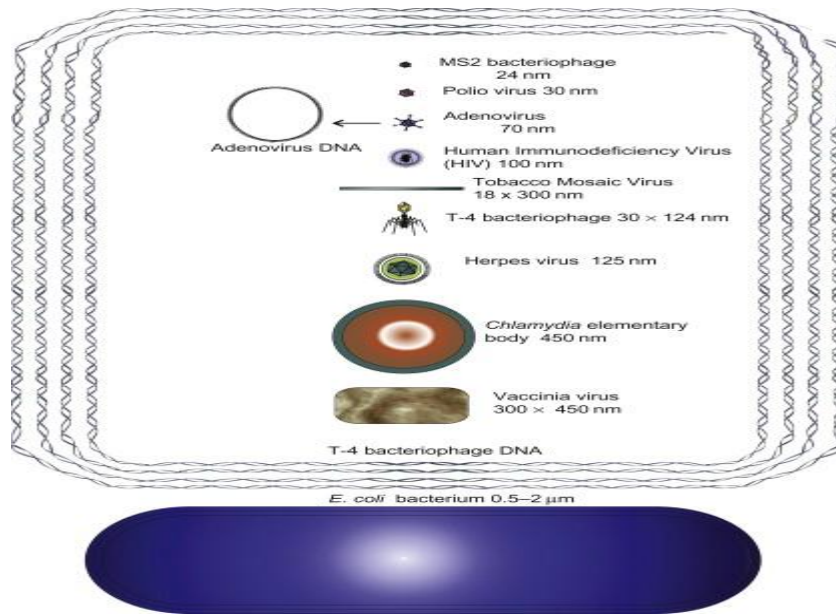 MS2 bacteriophage
24 nm
Polio virus 30 nm
Adenovirus
70 nm
Adenovirus DNA
Human Immunodeficiency Virus
(HIV) 100 nm
Tobacco Mosaic Virus
18 x 300 nm
T-4 bacteriophage 30 × 124 nm
Herpes virus 125 nm
Chlamydia elementary
body 450 nm
Vaccinia virus
300 × 450 nm
T-4 bacteriophage DNA
E. coli bacterium 0.5–2 μm